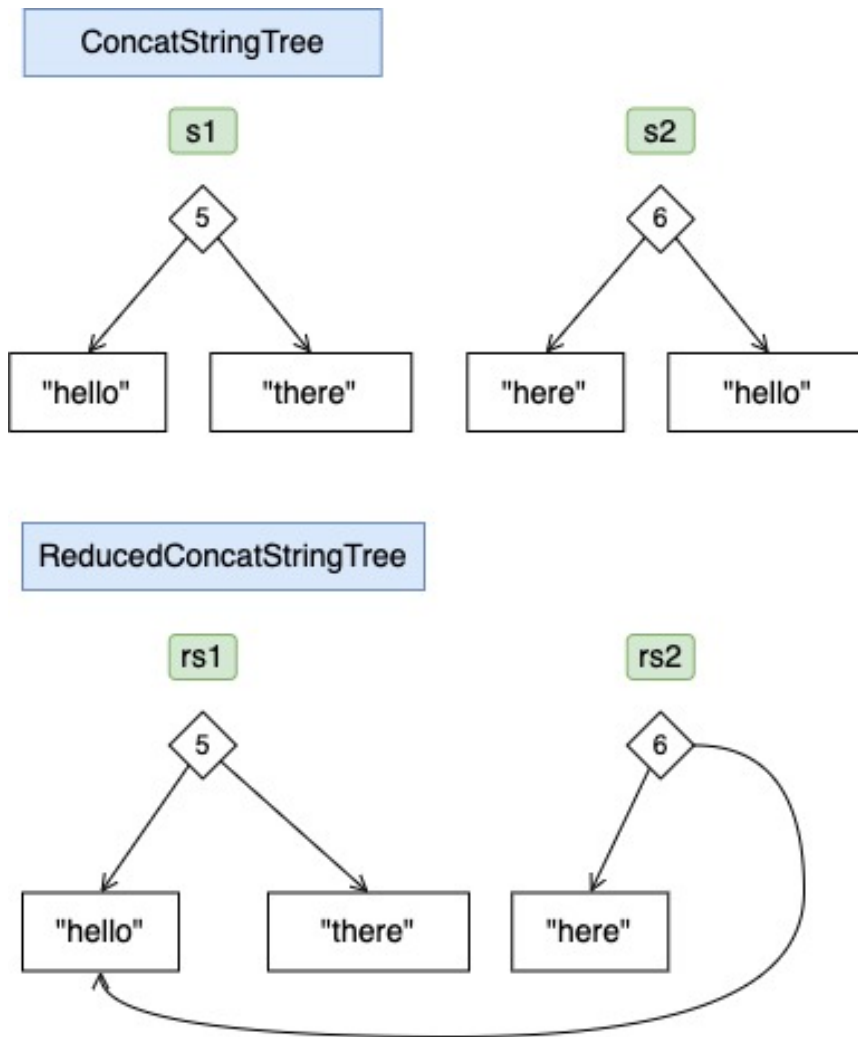 ConcatStringTree
s1
s2
5
6
"hello"
"there"
"here"
"hello"
ReducedConcatStringTree
rs1
rs2
5
6
"hello"
"there"
"here"